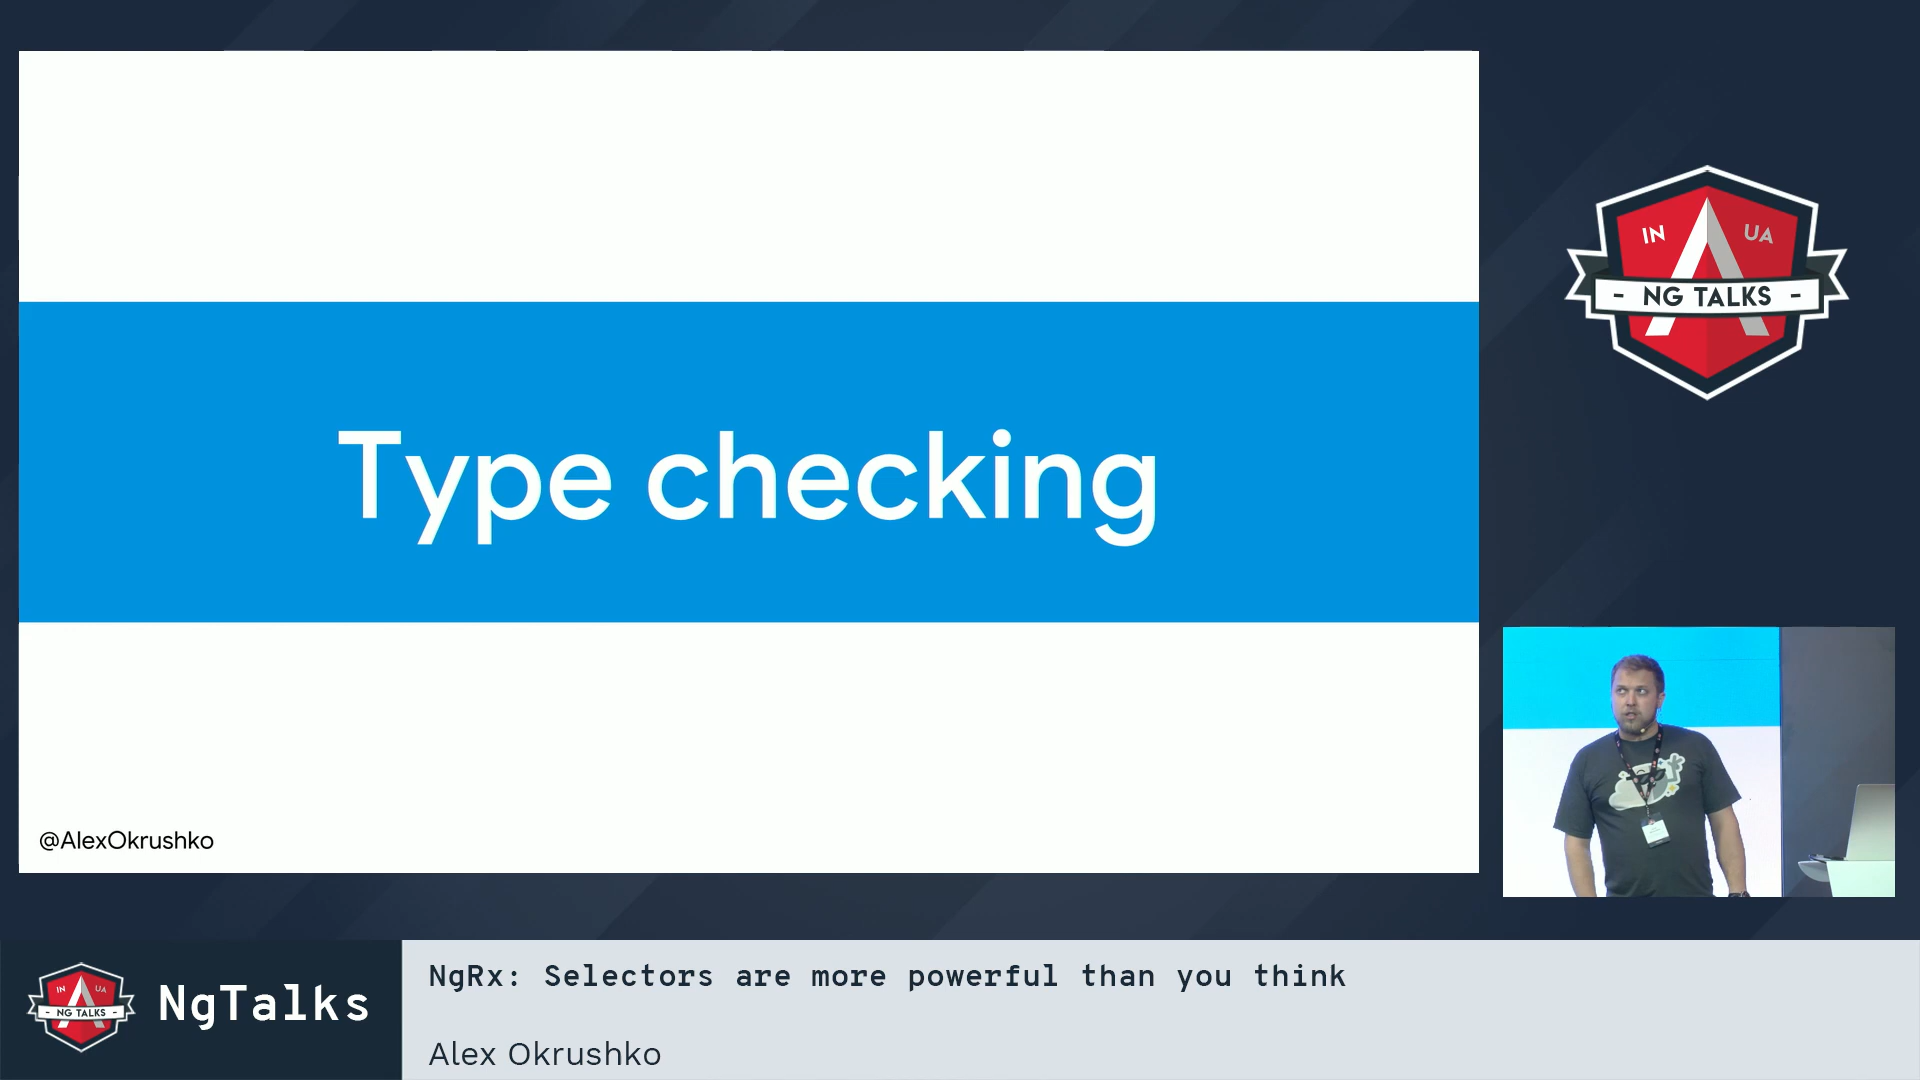 Type checking
@AlexOkrushko
IN UA
- NG TALKS -
IN UA
- NG TALKS -
NgTalks
NgRx: Selectors are more powerful than you think
Alex Okrushko